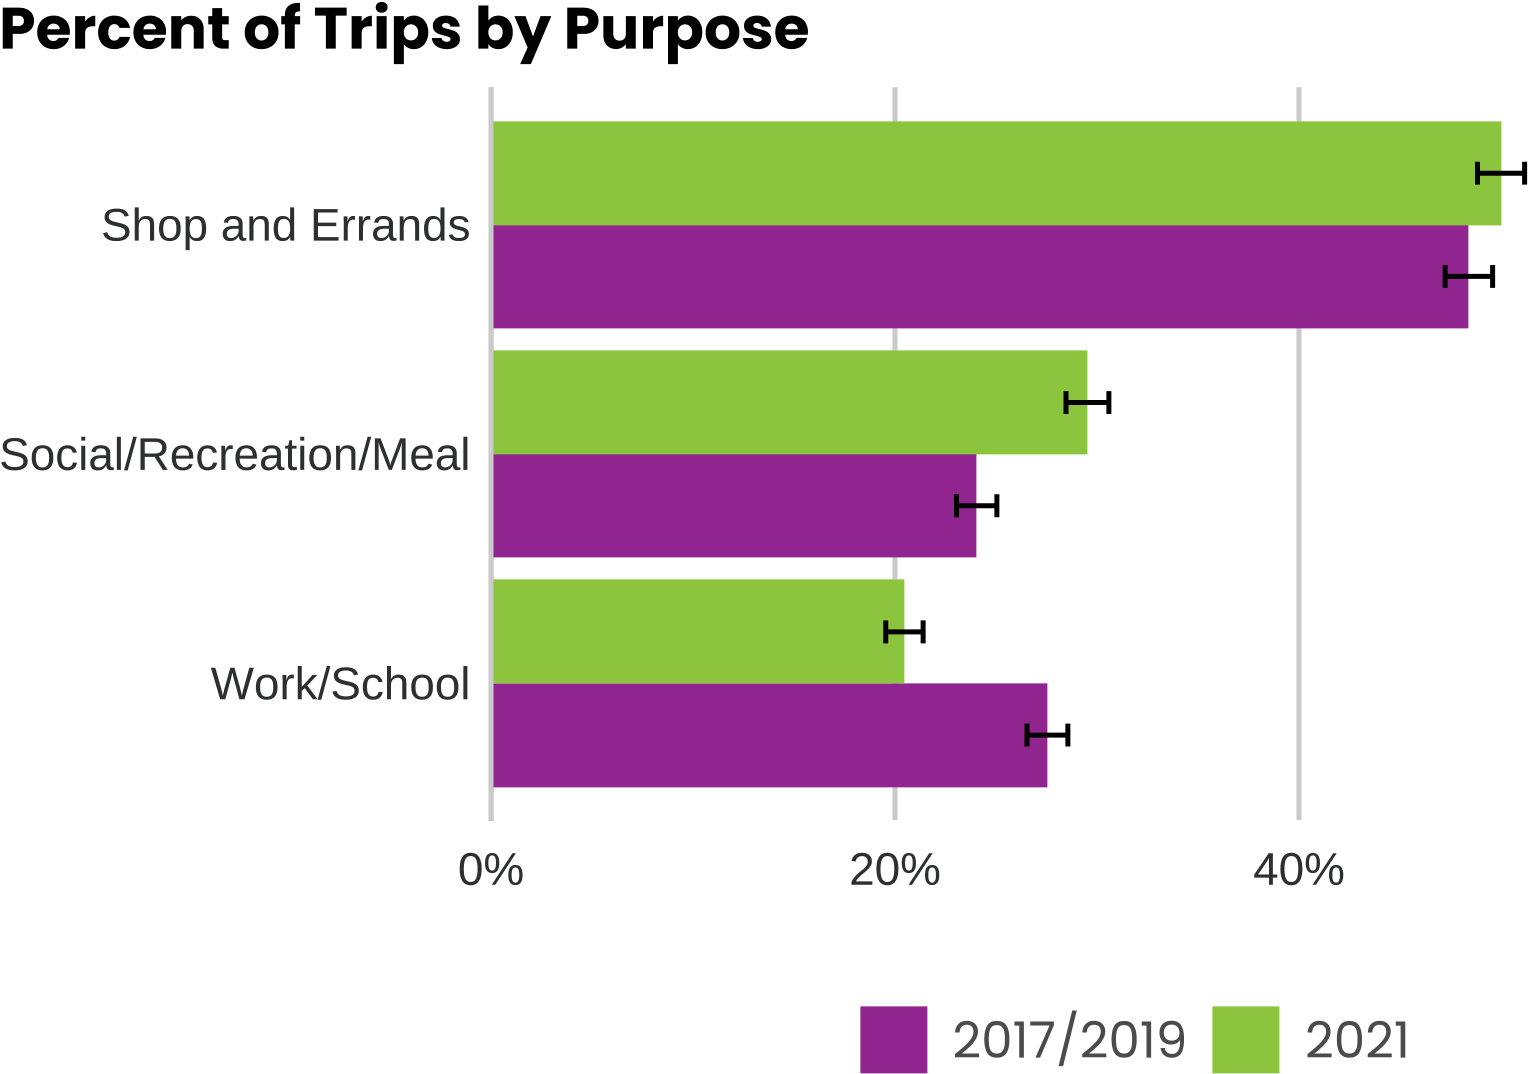 Percent of Trips by Purpose
Shop and Errands
Social/Recreation/Meal
Work/School
0% 20% 40%
2017/2019 2021